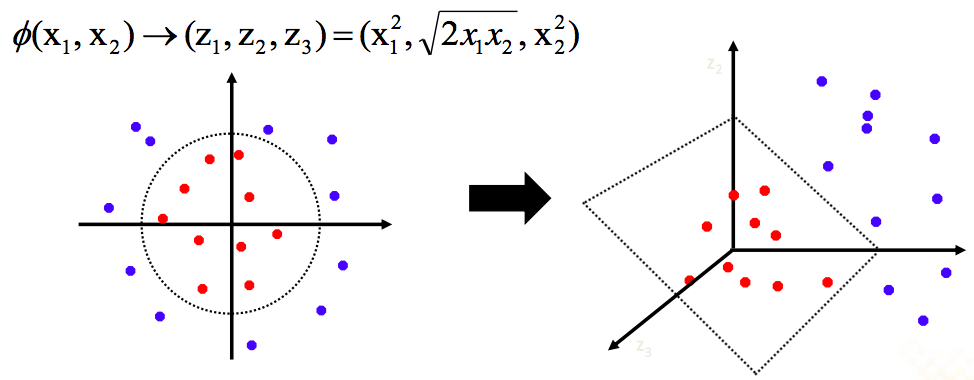 ϕ(x₁, x₂) → (z₁, z₂, z₃) = (x₁², √(2x₁x₂), x₂²)
z₂
z₃